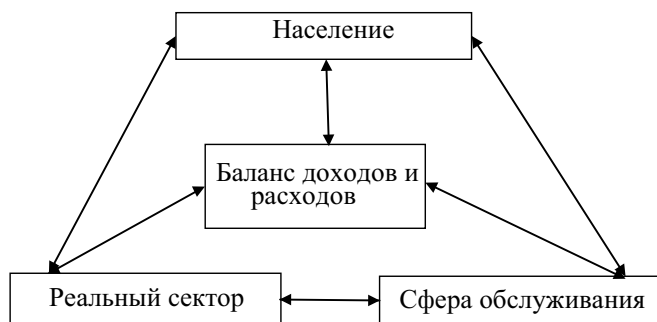 Население
Баланс доходов и
расходов
Реальный сектор
Сфера обслуживания